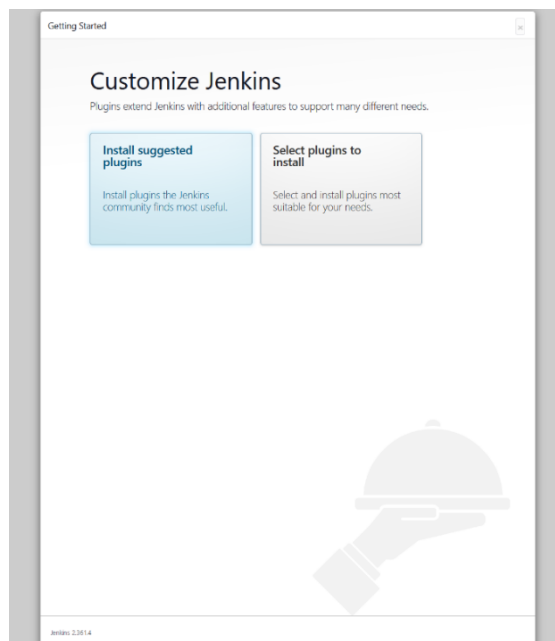 Getting Started
Customize Jenkins
Plugins extend Jenkins with additional features to support many different needs.
Install suggested
plugins
Install plugins the Jenkins
community finds most useful.
Select plugins to
install
Select and install plugins most
suitable for your needs.
Jenkins 2.261.4